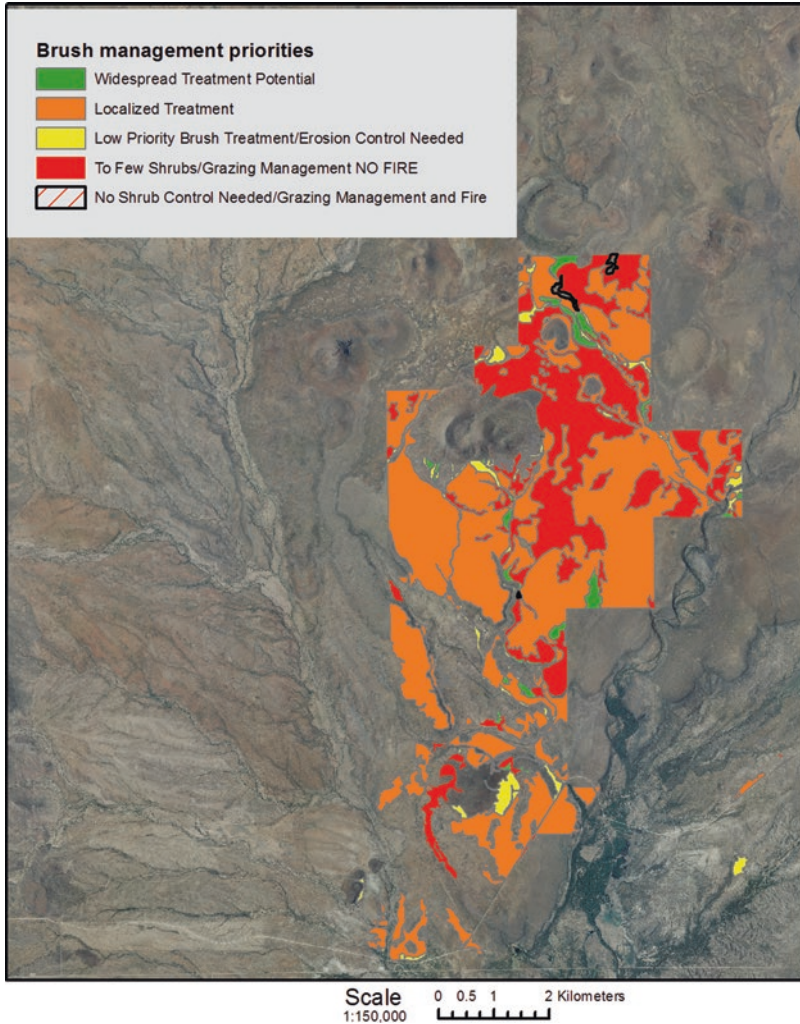 Brush management priorities
Widespread Treatment Potential
Localized Treatment
Low Priority Brush Treatment/Erosion Control Needed
To Few Shrubs/Grazing Management NO FIRE
No Shrub Control Needed/Grazing Management and Fire
Scale
1:150,000
0 0.5 1 2 Kilometers